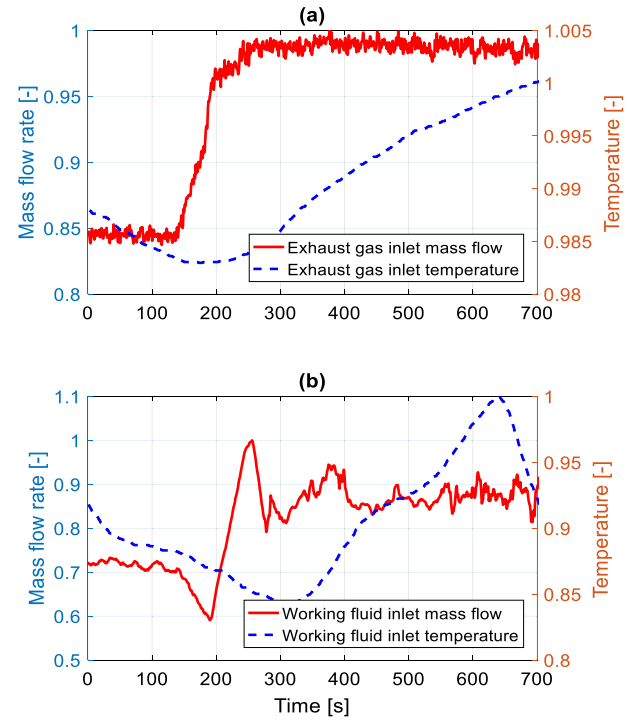 (a)
1
0.95
0.9
0.85
0.8
Mass flow rate [-]
1.005
1
0.995
0.99
0.985
0.98
Temperature [-]
Exhaust gas inlet mass flow
Exhaust gas inlet temperature
0 100 200 300 400 500 600 700
(b)
1.1
1
0.9
0.8
0.7
0.6
0.5
Mass flow rate [-]
1
0.95
0.9
0.85
0.8
Temperature [-]
Working fluid inlet mass flow
Working fluid inlet temperature
0 100 200 300 400 500 600 700
Time [s]